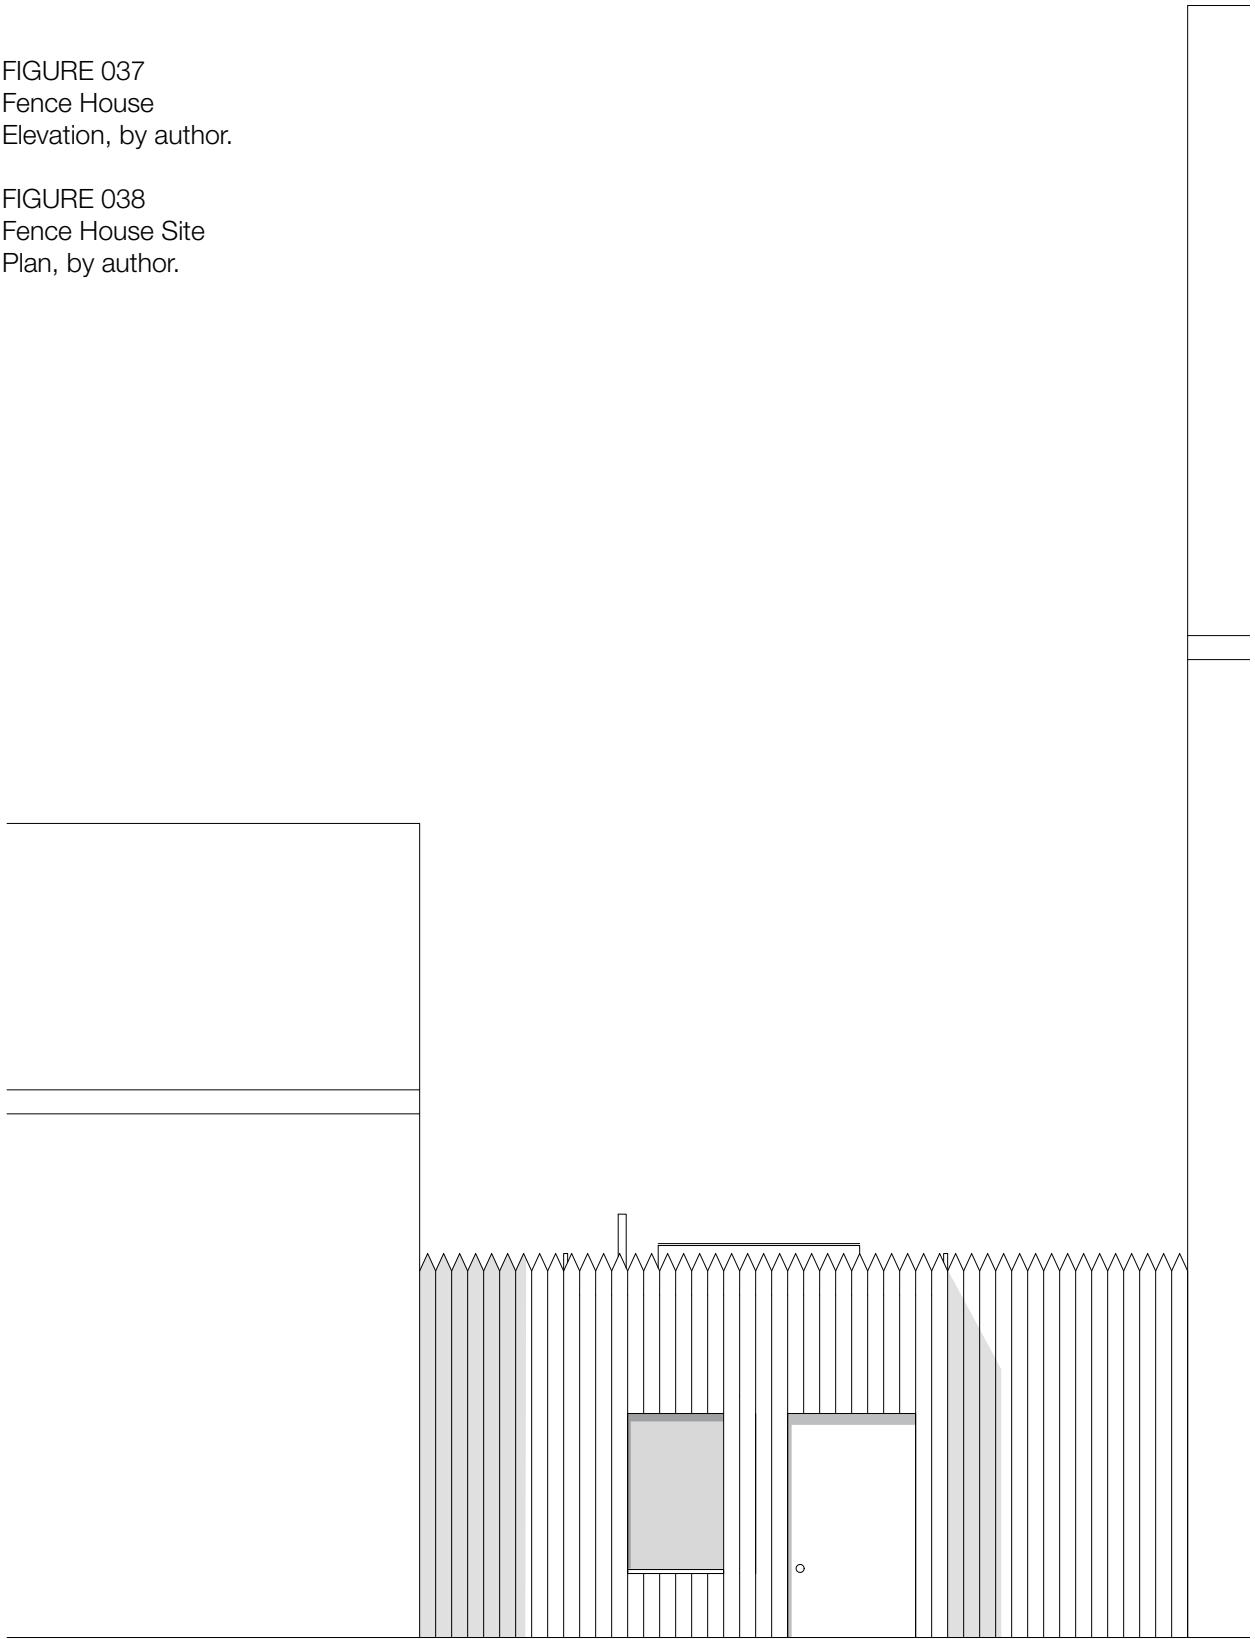 FIGURE 037
Fence House
Elevation, by author.
FIGURE 038
Fence House Site
Plan, by author.